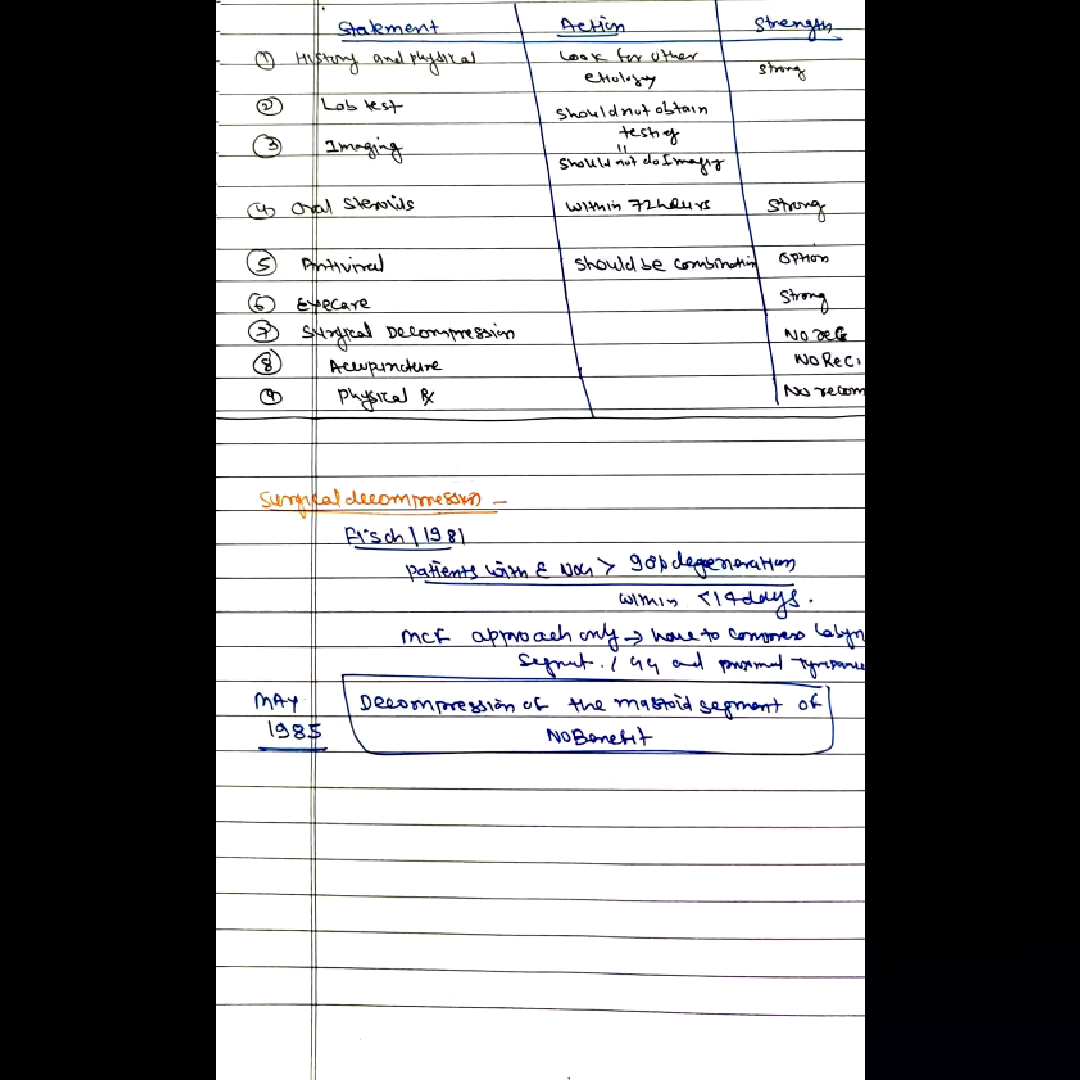 Statement Action Strength
① History and physical Look for other
etiology Strong
② Lab test Should not obtain
testing
③ Imaging "
Should not do Imaging
④ Oral Steroids Within 72 hours Strong
⑤ Antiviral Should be combination Option
⑥ Eyecare Strong
⑦ Surgical Decompression No rec
⑧ Accupuncture No Rec.
⑨ Physical Rx No recom
Surgical decompression –
Fisch | 1981
patients with ENoG > 90% degeneration
within <14 days.
MCF approach only → have to
Segment. / GG and proximal
MAY Decompression of the mastoid segment of
1985 No Benefit